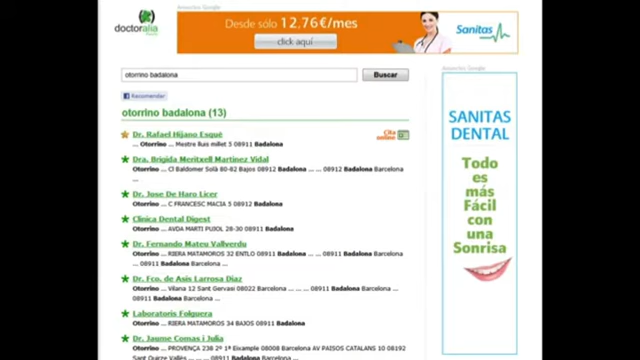 Anuncios Google
doctoralia
Desde sólo 12,76€/mes
click aquí
Sanitas
Anuncios Google
otorrino badalona
Buscar
Recomendar
otorrino badalona (13)
Dr. Rafael Hijano Esqué
Cita online
... Otorrino ... Mestre lluis millet 5 08911 Badalona
Dra. Brigida Meritxell Martinez Vidal
Otorrino ... Cl Baldomer Solà 80-82 Bajos 08912 Badalona ... ... 08912 Badalona Barcelona
...
Dr. Jose De Haro Licer
Otorrino ... C FRANCESC MACIÀ 5 08912 Badalona
Clinica Dental Digest
Otorrino ... AVDA MARTI PUJOL 28-30 08911 Badalona
Dr. Fernando Mateu Vallverdu
Otorrino ... RIERA MATAMOROS 32 ENTLO 08911 Badalona ... ... 08911 Badalona Barcelona
... ... 08911 Badalona Barcelona ...
Dr. Fco. de Asis Larrosa Diaz
Otorrino ... Vilana 12 Sant Gervasi 08022 Barcelona ... ... 08911 Badalona Barcelona ... ...
08911 Badalona ...
Laboratoris Folguera
Otorrino ... RIERA MATAMOROS 34 BAJOS 08911 Badalona
Dr. Jaume Comas i Julia
Otorrino ... PROVENÇA 238 2º 1ª Eixample 08008 Barcelona AV PAISOS CATALANS 10 08196
Sant Quirze Vallès ... ... 08911 Badalona Barcelona
SANITAS
DENTAL
Todo
es
más
Fácil
con
una
Sonrisa